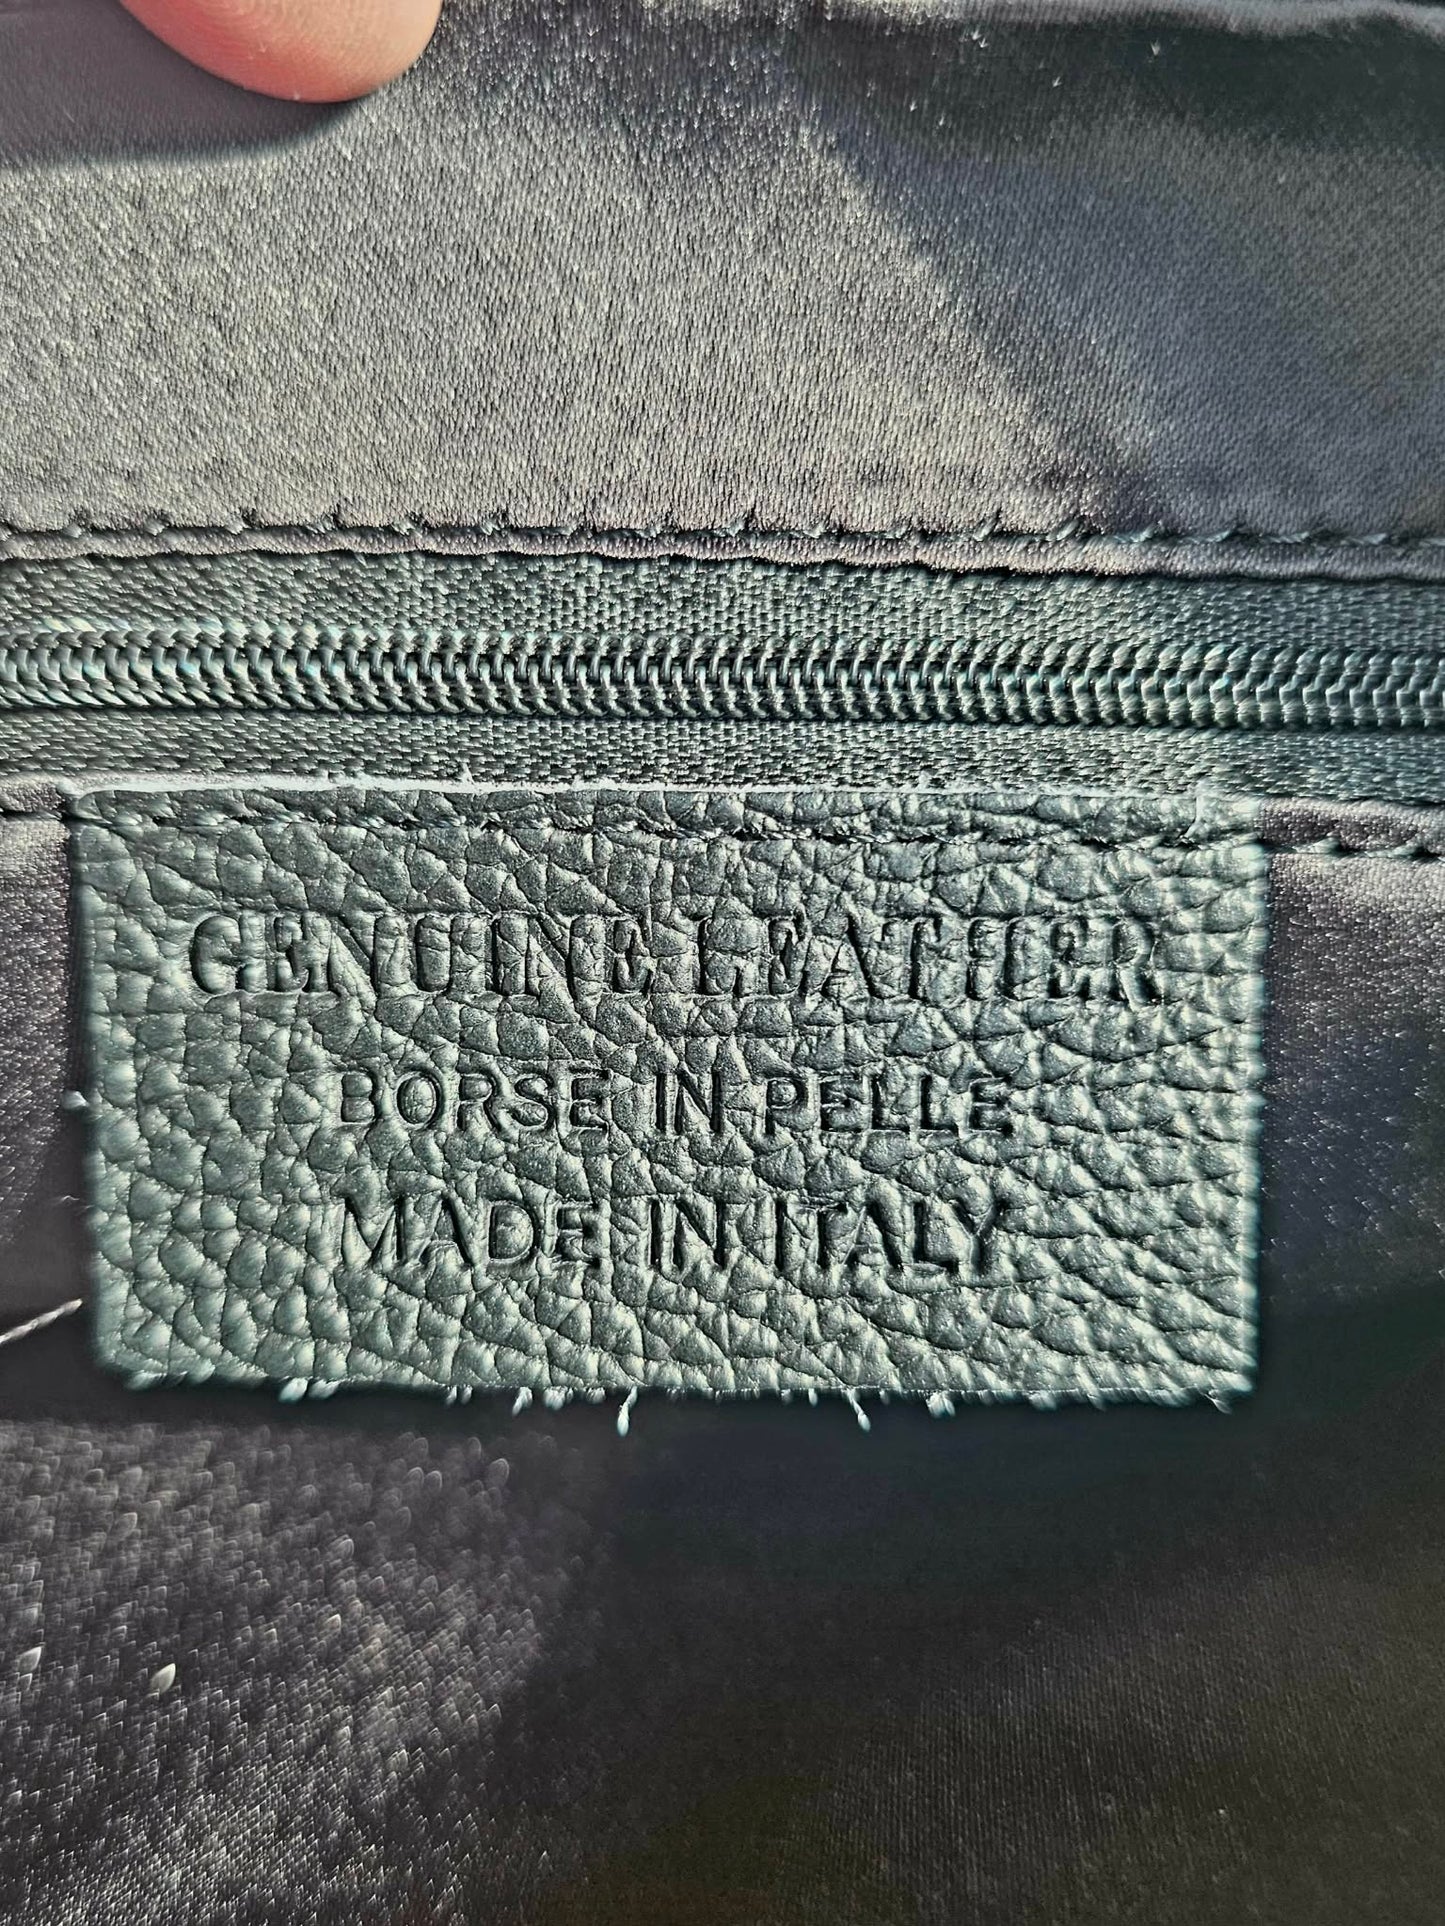 GENUINE LEATHER
BORSE IN PELLE
MADE IN ITALY